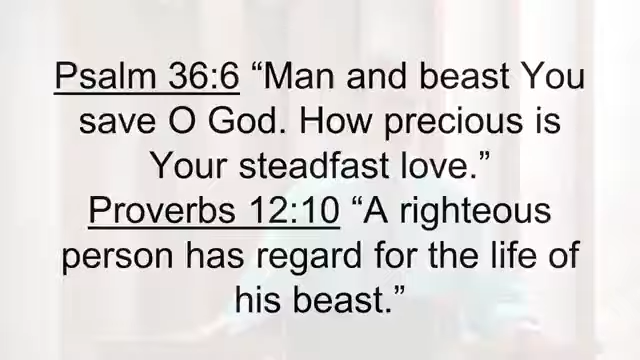 Psalm 36:6 “Man and beast You
save O God. How precious is
Your steadfast love.”
Proverbs 12:10 “A righteous
person has regard for the life of
his beast.”